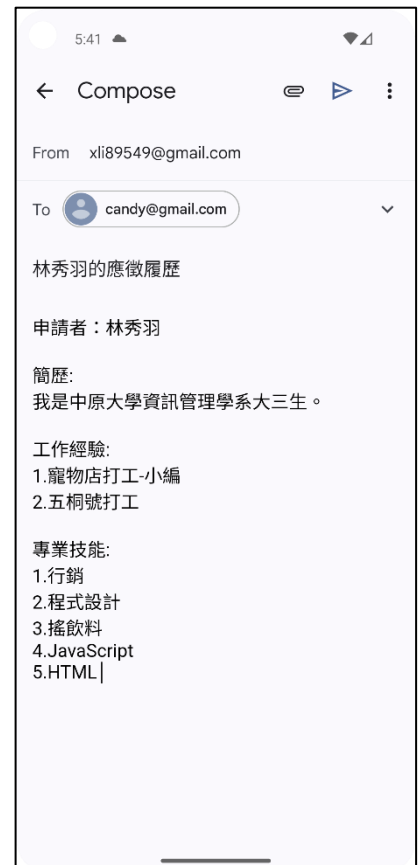 5:41
Compose
From xli89549@gmail.com
To candy@gmail.com
林秀羽的應徵履歷
申請者：林秀羽
簡歷:
我是中原大學資訊管理學系大三生。
工作經驗:
1.寵物店打工-小編
2.五桐號打工
專業技能:
1.行銷
2.程式設計
3.搖飲料
4.JavaScript
5.HTML